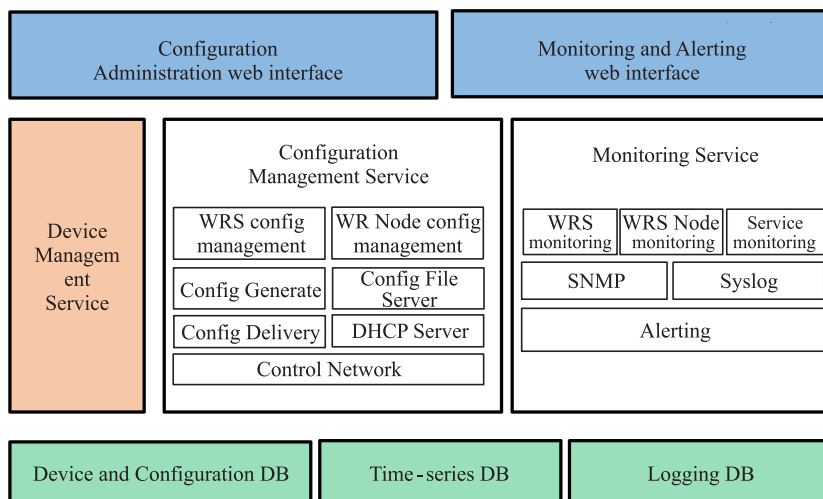 Configuration
Administration web interface
Monitoring and Alerting
web interface
Device
Managem
ent
Service
Configuration
Management Service
WRS config
management
WR Node config
management
Config Generate
Config File
Server
Config Delivery
DHCP Server
Control Network
Monitoring Service
WRS
monitoring
WRS Node
monitoring
Service
monitoring
SNMP
Syslog
Alerting
Device and Configuration DB
Time-series DB
Logging DB